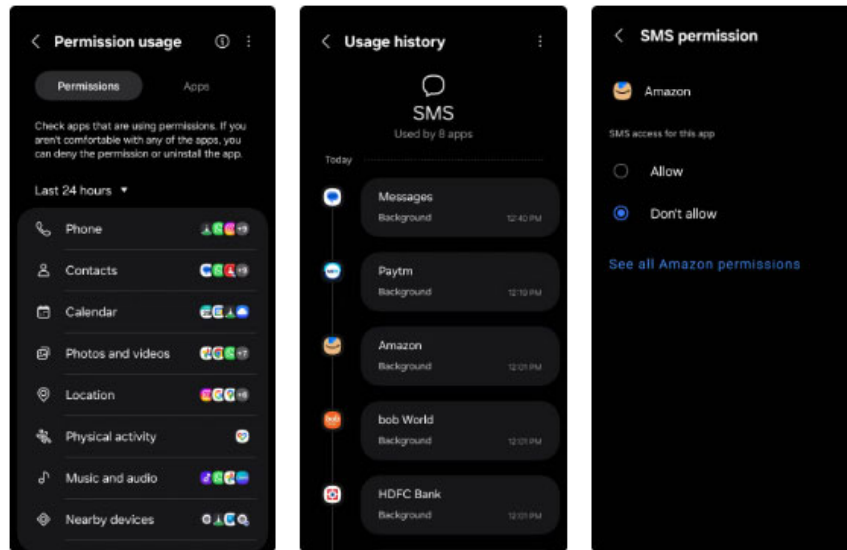 Permission usage
Permissions
Apps
Check apps that are using permissions. If you
aren't comfortable with any of the apps, you
can deny the permission or uninstall the app.
Last 24 hours
Phone
+9
Contacts
+9
Calendar
Photos and videos
+7
Location
+6
Physical activity
Music and audio
Nearby devices
Usage history
SMS
Used by 8 apps
Today
Messages
Background 12:40 PM
Paytm
Background 12:19 PM
Amazon
Background 12:01 PM
bob World
Background 12:01 PM
HDFC Bank
Background 12:01 PM
SMS permission
Amazon
SMS access for this app
Allow
Don't allow
See all Amazon permissions